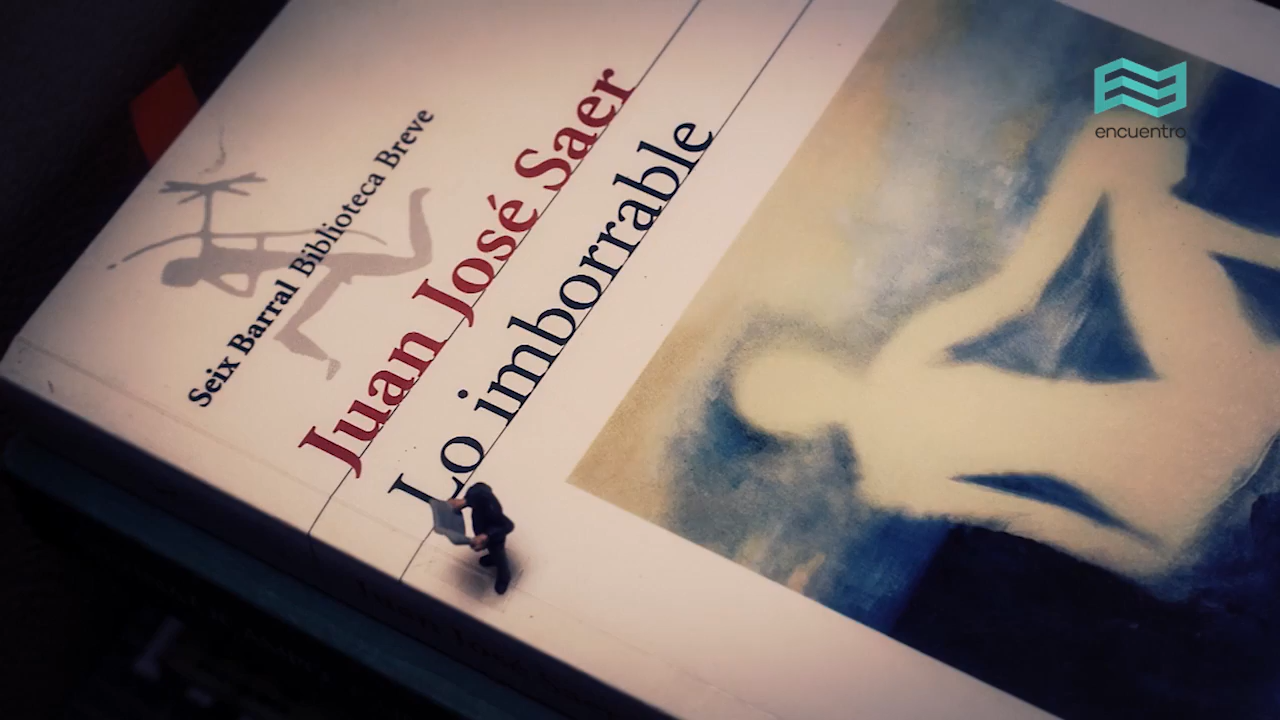 Seix Barral Biblioteca Breve
Juan José Saer
Lo imborrable
encuentro